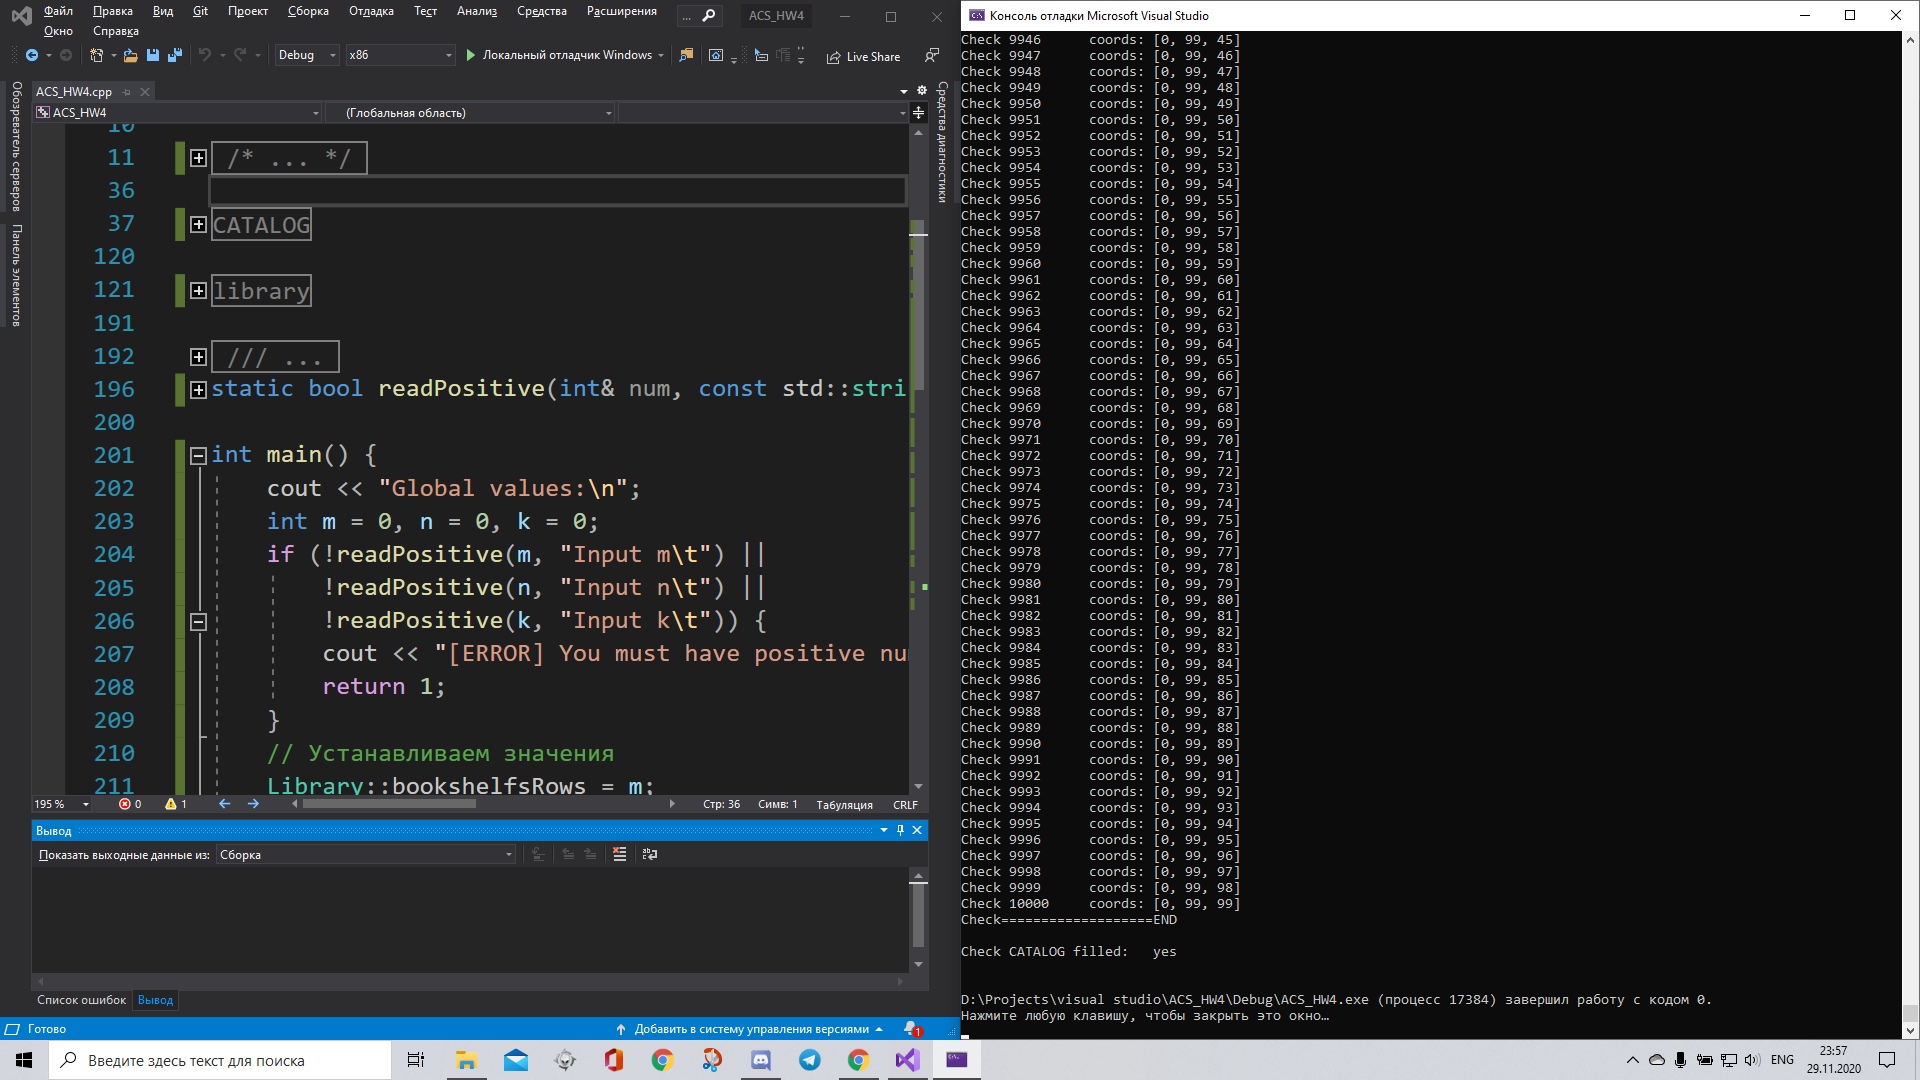 Файл Правка Вид Git Проект Сборка Отладка Тест Анализ Средства Расширения
Окно Справка
... ACS_HW4
Debug x86 Локальный отладчик Windows Live Share
Обозреватель серверов
Панель элементов
ACS_HW4.cpp
ACS_HW4 (Глобальная область)
Средства диагностики
10
11 /* ... */
36
37 CATALOG
120
121 library
191
192 /// ...
196 static bool readPositive(int& num, const std::stri
200
201 int main() {
202 cout << "Global values:\n";
203 int m = 0, n = 0, k = 0;
204 if (!readPositive(m, "Input m\t") ||
205 !readPositive(n, "Input n\t") ||
206 !readPositive(k, "Input k\t")) {
207 cout << "[ERROR] You must have positive nu
208 return 1;
209 }
210 // Устанавливаем значения
211 Library::bookshelfsRows = m;
195 % 0 1 Стр: 36 Симв: 1 Табуляция CRLF
Вывод
Показать выходные данные из: Сборка
Список ошибок Вывод
Готово Добавить в систему управления версиями 1
Консоль отладки Microsoft Visual Studio
Check 9946 coords: [0, 99, 45]
Check 9947 coords: [0, 99, 46]
Check 9948 coords: [0, 99, 47]
Check 9949 coords: [0, 99, 48]
Check 9950 coords: [0, 99, 49]
Check 9951 coords: [0, 99, 50]
Check 9952 coords: [0, 99, 51]
Check 9953 coords: [0, 99, 52]
Check 9954 coords: [0, 99, 53]
Check 9955 coords: [0, 99, 54]
Check 9956 coords: [0, 99, 55]
Check 9957 coords: [0, 99, 56]
Check 9958 coords: [0, 99, 57]
Check 9959 coords: [0, 99, 58]
Check 9960 coords: [0, 99, 59]
Check 9961 coords: [0, 99, 60]
Check 9962 coords: [0, 99, 61]
Check 9963 coords: [0, 99, 62]
Check 9964 coords: [0, 99, 63]
Check 9965 coords: [0, 99, 64]
Check 9966 coords: [0, 99, 65]
Check 9967 coords: [0, 99, 66]
Check 9968 coords: [0, 99, 67]
Check 9969 coords: [0, 99, 68]
Check 9970 coords: [0, 99, 69]
Check 9971 coords: [0, 99, 70]
Check 9972 coords: [0, 99, 71]
Check 9973 coords: [0, 99, 72]
Check 9974 coords: [0, 99, 73]
Check 9975 coords: [0, 99, 74]
Check 9976 coords: [0, 99, 75]
Check 9977 coords: [0, 99, 76]
Check 9978 coords: [0, 99, 77]
Check 9979 coords: [0, 99, 78]
Check 9980 coords: [0, 99, 79]
Check 9981 coords: [0, 99, 80]
Check 9982 coords: [0, 99, 81]
Check 9983 coords: [0, 99, 82]
Check 9984 coords: [0, 99, 83]
Check 9985 coords: [0, 99, 84]
Check 9986 coords: [0, 99, 85]
Check 9987 coords: [0, 99, 86]
Check 9988 coords: [0, 99, 87]
Check 9989 coords: [0, 99, 88]
Check 9990 coords: [0, 99, 89]
Check 9991 coords: [0, 99, 90]
Check 9992 coords: [0, 99, 91]
Check 9993 coords: [0, 99, 92]
Check 9994 coords: [0, 99, 93]
Check 9995 coords: [0, 99, 94]
Check 9996 coords: [0, 99, 95]
Check 9997 coords: [0, 99, 96]
Check 9998 coords: [0, 99, 97]
Check 9999 coords: [0, 99, 98]
Check 10000 coords: [0, 99, 99]
Check===================END
Check CATALOG filled: yes
D:\Projects\visual studio\ACS_HW4\Debug\ACS_HW4.exe (процесс 17384) завершил работу с кодом 0.
Нажмите любую клавишу, чтобы закрыть это окно…
Введите здесь текст для поиска
ENG
23:57
29.11.2020